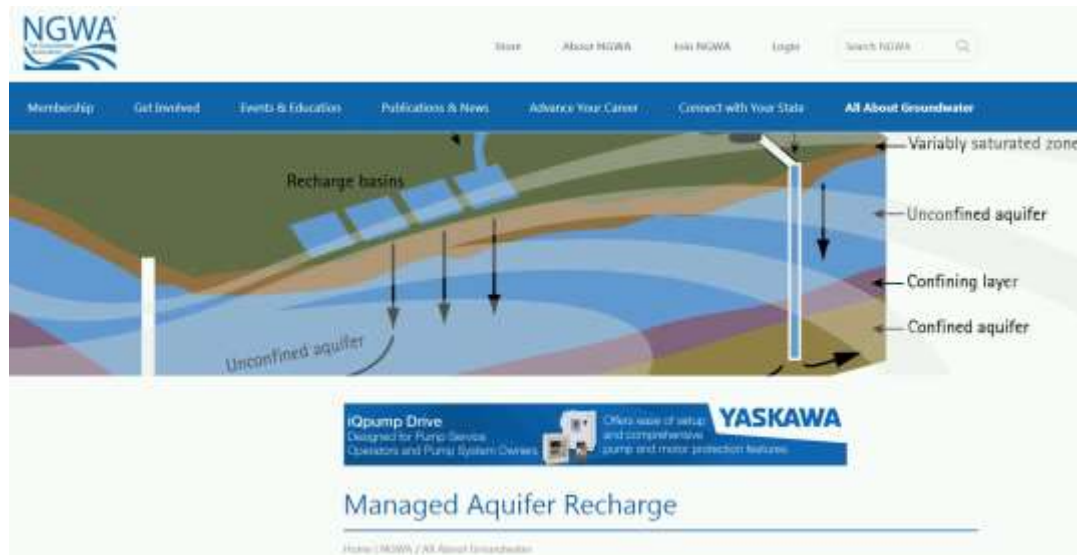 NGWA
Store About NGWA Join NGWA Login Search NGWA
Membership Get Involved Events & Education Publications & News Advance Your Career Connect with Your State All About Groundwater
Variably saturated zone
Recharge basins
Unconfined aquifer
Confining layer
Confined aquifer
Unconfined aquifer
iQpump Drive
Designed for Pump Service
Operators and Pump System Owners
Offers ease of setup
and comprehensive
pump and motor protection features.
YASKAWA
Managed Aquifer Recharge
Home / NGWA / All About Groundwater